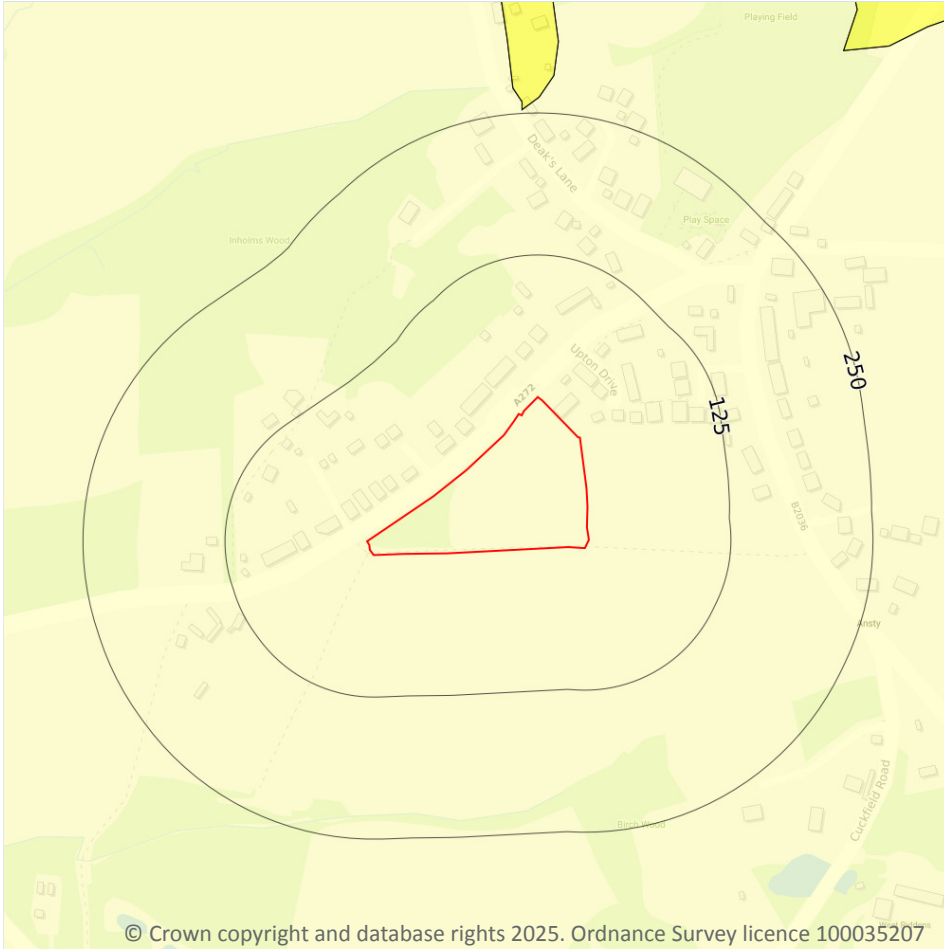 Playing Field
Deak's Lane
Play Space
Inholms Wood
Upton Drive
A272
250
125
B2036
Ansty
Cuckfield Road
Birch Wood
© Crown copyright and database rights 2025. Ordnance Survey licence 100035207